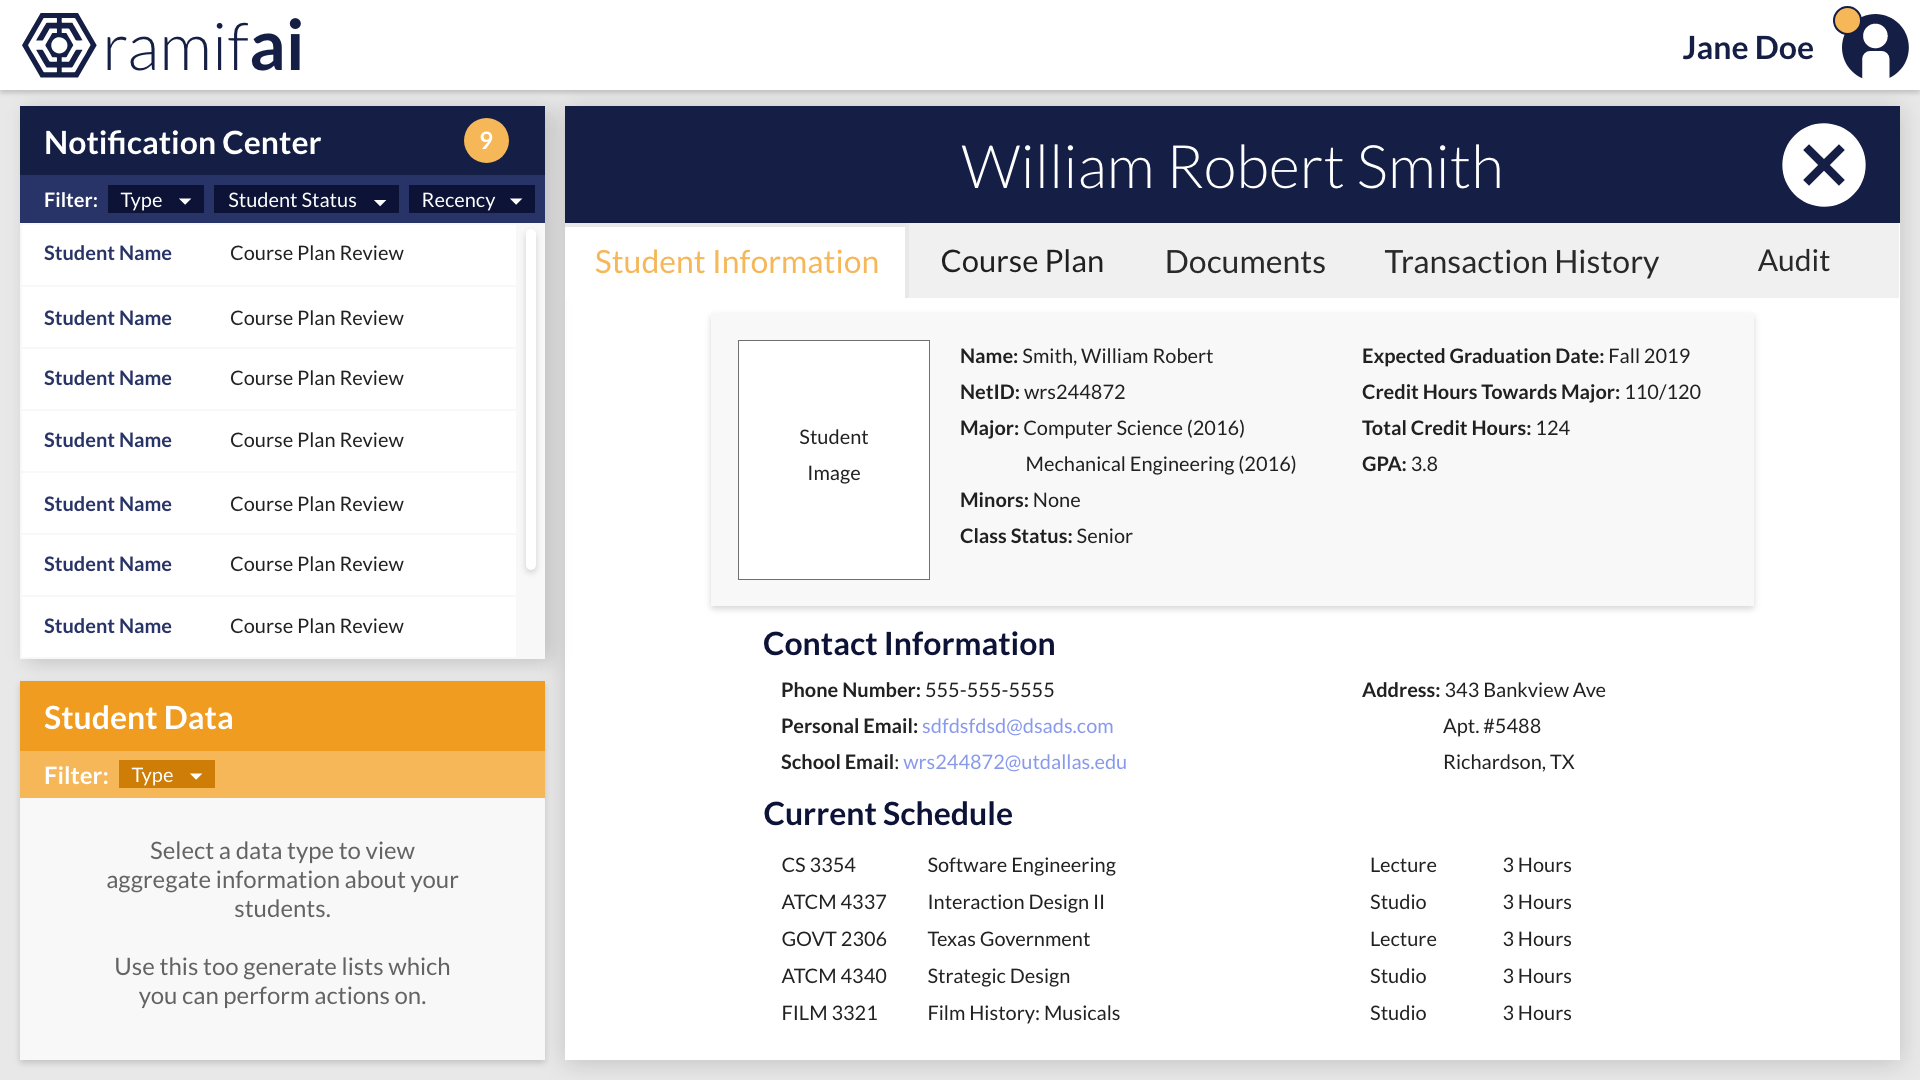 ramifai
Jane Doe
Notification Center
9
Filter: Type Student Status Recency
Student Name Course Plan Review
Student Name Course Plan Review
Student Name Course Plan Review
Student Name Course Plan Review
Student Name Course Plan Review
Student Name Course Plan Review
Student Name Course Plan Review
Student Data
Filter: Type
Select a data type to view
aggregate information about your
students.
Use this too generate lists which
you can perform actions on.
William Robert Smith
Student Information Course Plan Documents Transaction History Audit
Student
Image
Name: Smith, William Robert
NetID: wrs244872
Major: Computer Science (2016)
Mechanical Engineering (2016)
Minors: None
Class Status: Senior
Expected Graduation Date: Fall 2019
Credit Hours Towards Major: 110/120
Total Credit Hours: 124
GPA: 3.8
Contact Information
Phone Number: 555-555-5555
Personal Email: sdfdsfdsd@dsads.com
School Email: wrs244872@utdallas.edu
Address: 343 Bankview Ave
Apt. #5488
Richardson, TX
Current Schedule
CS 3354 Software Engineering Lecture 3 Hours
ATCM 4337 Interaction Design II Studio 3 Hours
GOVT 2306 Texas Government Lecture 3 Hours
ATCM 4340 Strategic Design Studio 3 Hours
FILM 3321 Film History: Musicals Studio 3 Hours